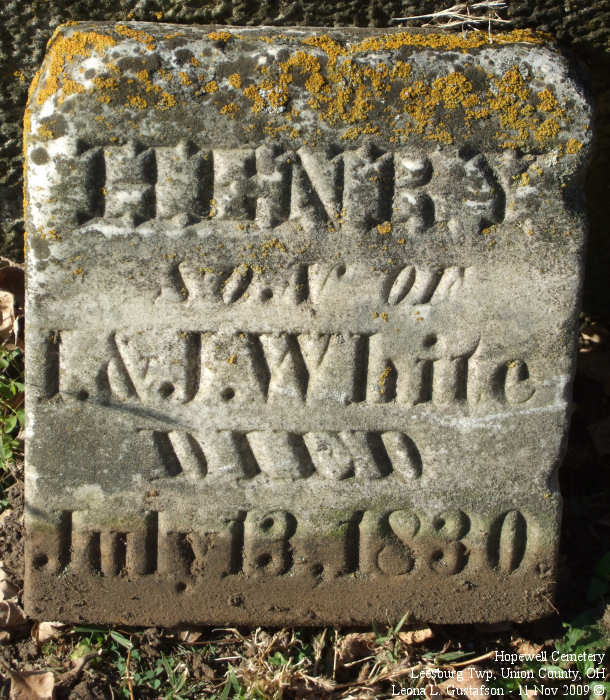 HENRY
SON OF
I. & J. White
DIED
July 13. 1830
Hopewell Cemetery
Leesburg Twp, Union County, OH
Leona L. Gustafson - 11 Nov 2009 ©